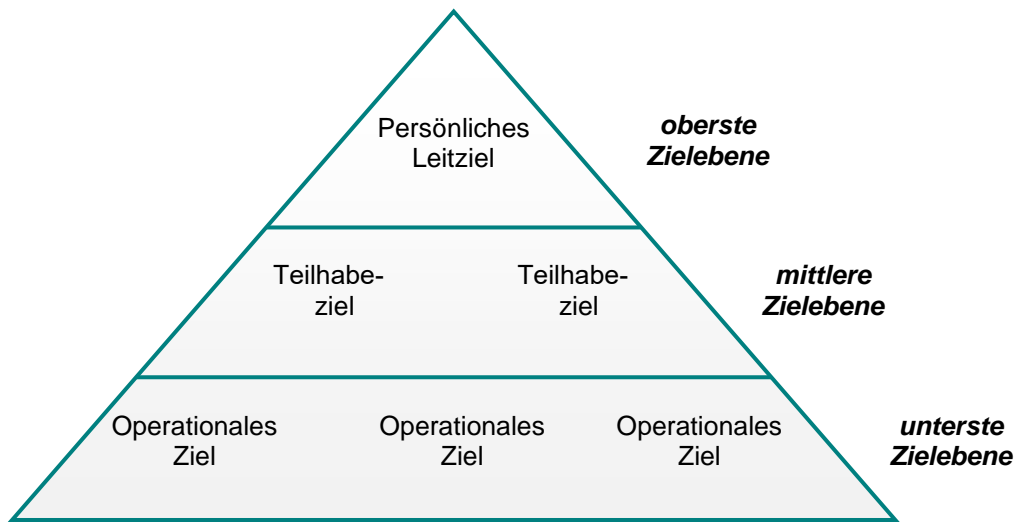 Persönliches
Leitziel
oberste
Zielebene
Teilhabe-
ziel
Teilhabe-
ziel
mittlere
Zielebene
Operationales
Ziel
Operationales
Ziel
Operationales
Ziel
unterste
Zielebene